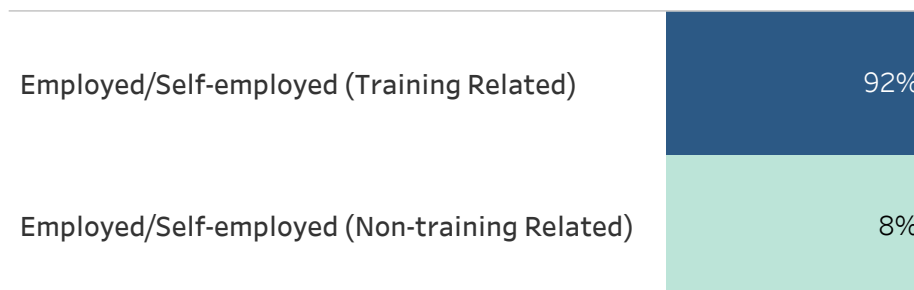 Employed/Self-employed (Training Related) 92%
Employed/Self-employed (Non-training Related) 8%